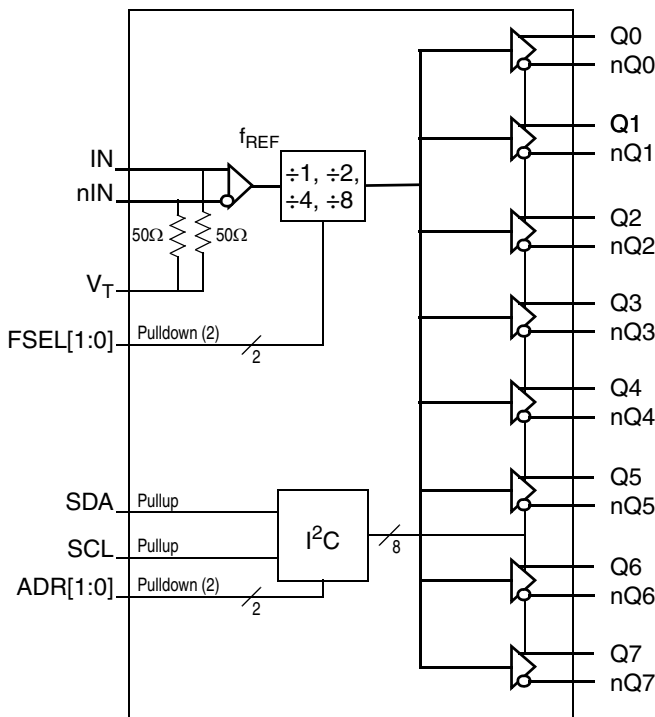 Q0
nQ0
Q1
nQ1
fREF
IN
nIN
÷1, ÷2,
÷4, ÷8
50Ω
50Ω
Q2
nQ2
VT
Q3
nQ3
FSEL[1:0]
Pulldown (2)
2
Q4
nQ4
Q5
nQ5
SDA
Pullup
I²C
8
SCL
Pullup
Q6
nQ6
ADR[1:0]
Pulldown (2)
2
Q7
nQ7